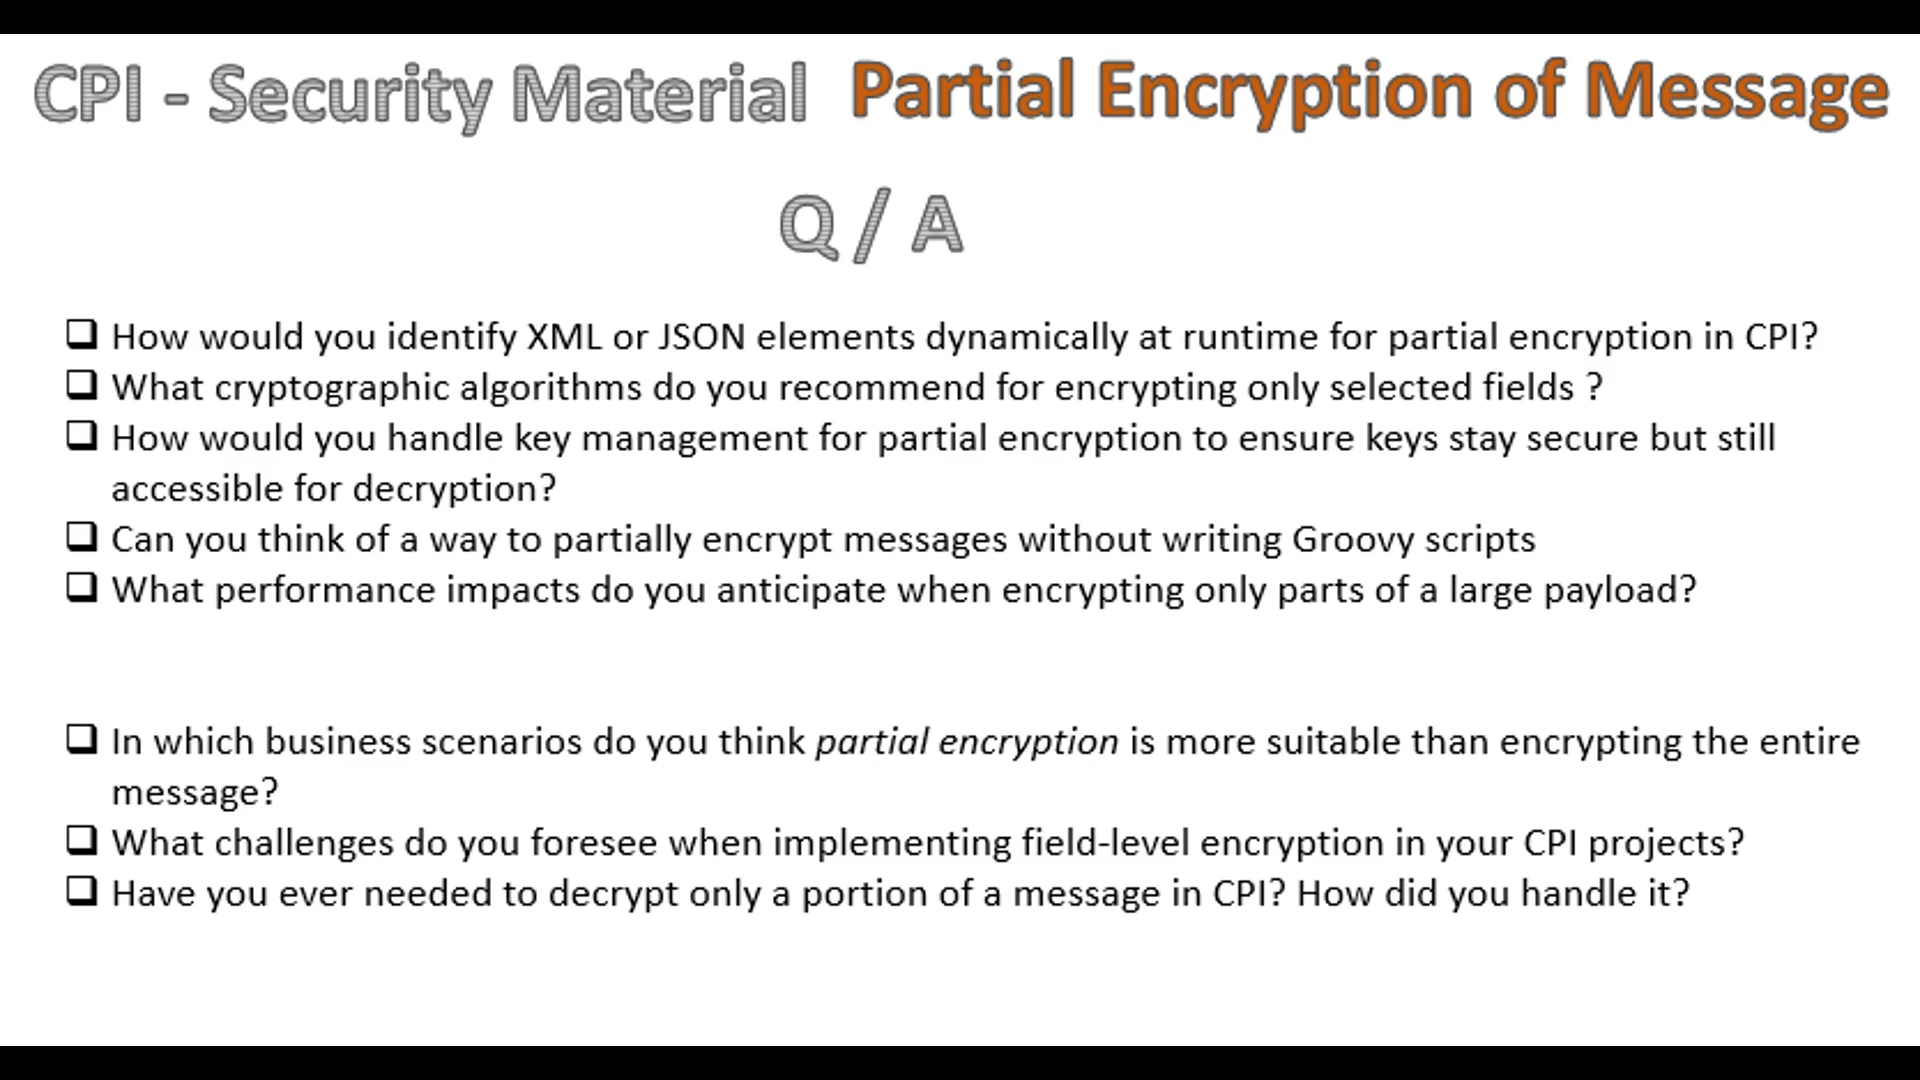 CPI - Security Material Partial Encryption of Message
Q / A
❑ How would you identify XML or JSON elements dynamically at runtime for partial encryption in CPI?
❑ What cryptographic algorithms do you recommend for encrypting only selected fields ?
❑ How would you handle key management for partial encryption to ensure keys stay secure but still
accessible for decryption?
❑ Can you think of a way to partially encrypt messages without writing Groovy scripts
❑ What performance impacts do you anticipate when encrypting only parts of a large payload?
❑ In which business scenarios do you think partial encryption is more suitable than encrypting the entire
message?
❑ What challenges do you foresee when implementing field-level encryption in your CPI projects?
❑ Have you ever needed to decrypt only a portion of a message in CPI? How did you handle it?